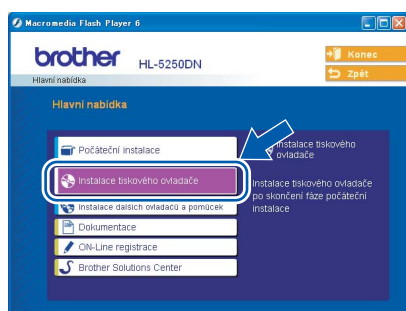 Macromedia Flash Player 6
brother HL-5250DN
Konec
Zpět
Hlavní nabídka
Hlavní nabídka
Počáteční instalace
Instalace tiskového ovladače
Instalace dalších ovladačů a pomůcek
Dokumentace
ON-Line registrace
Brother Solutions Center
Instalace tiskového
ovladače
Instalace tiskového ovladače
po skončení fáze počáteční
instalace